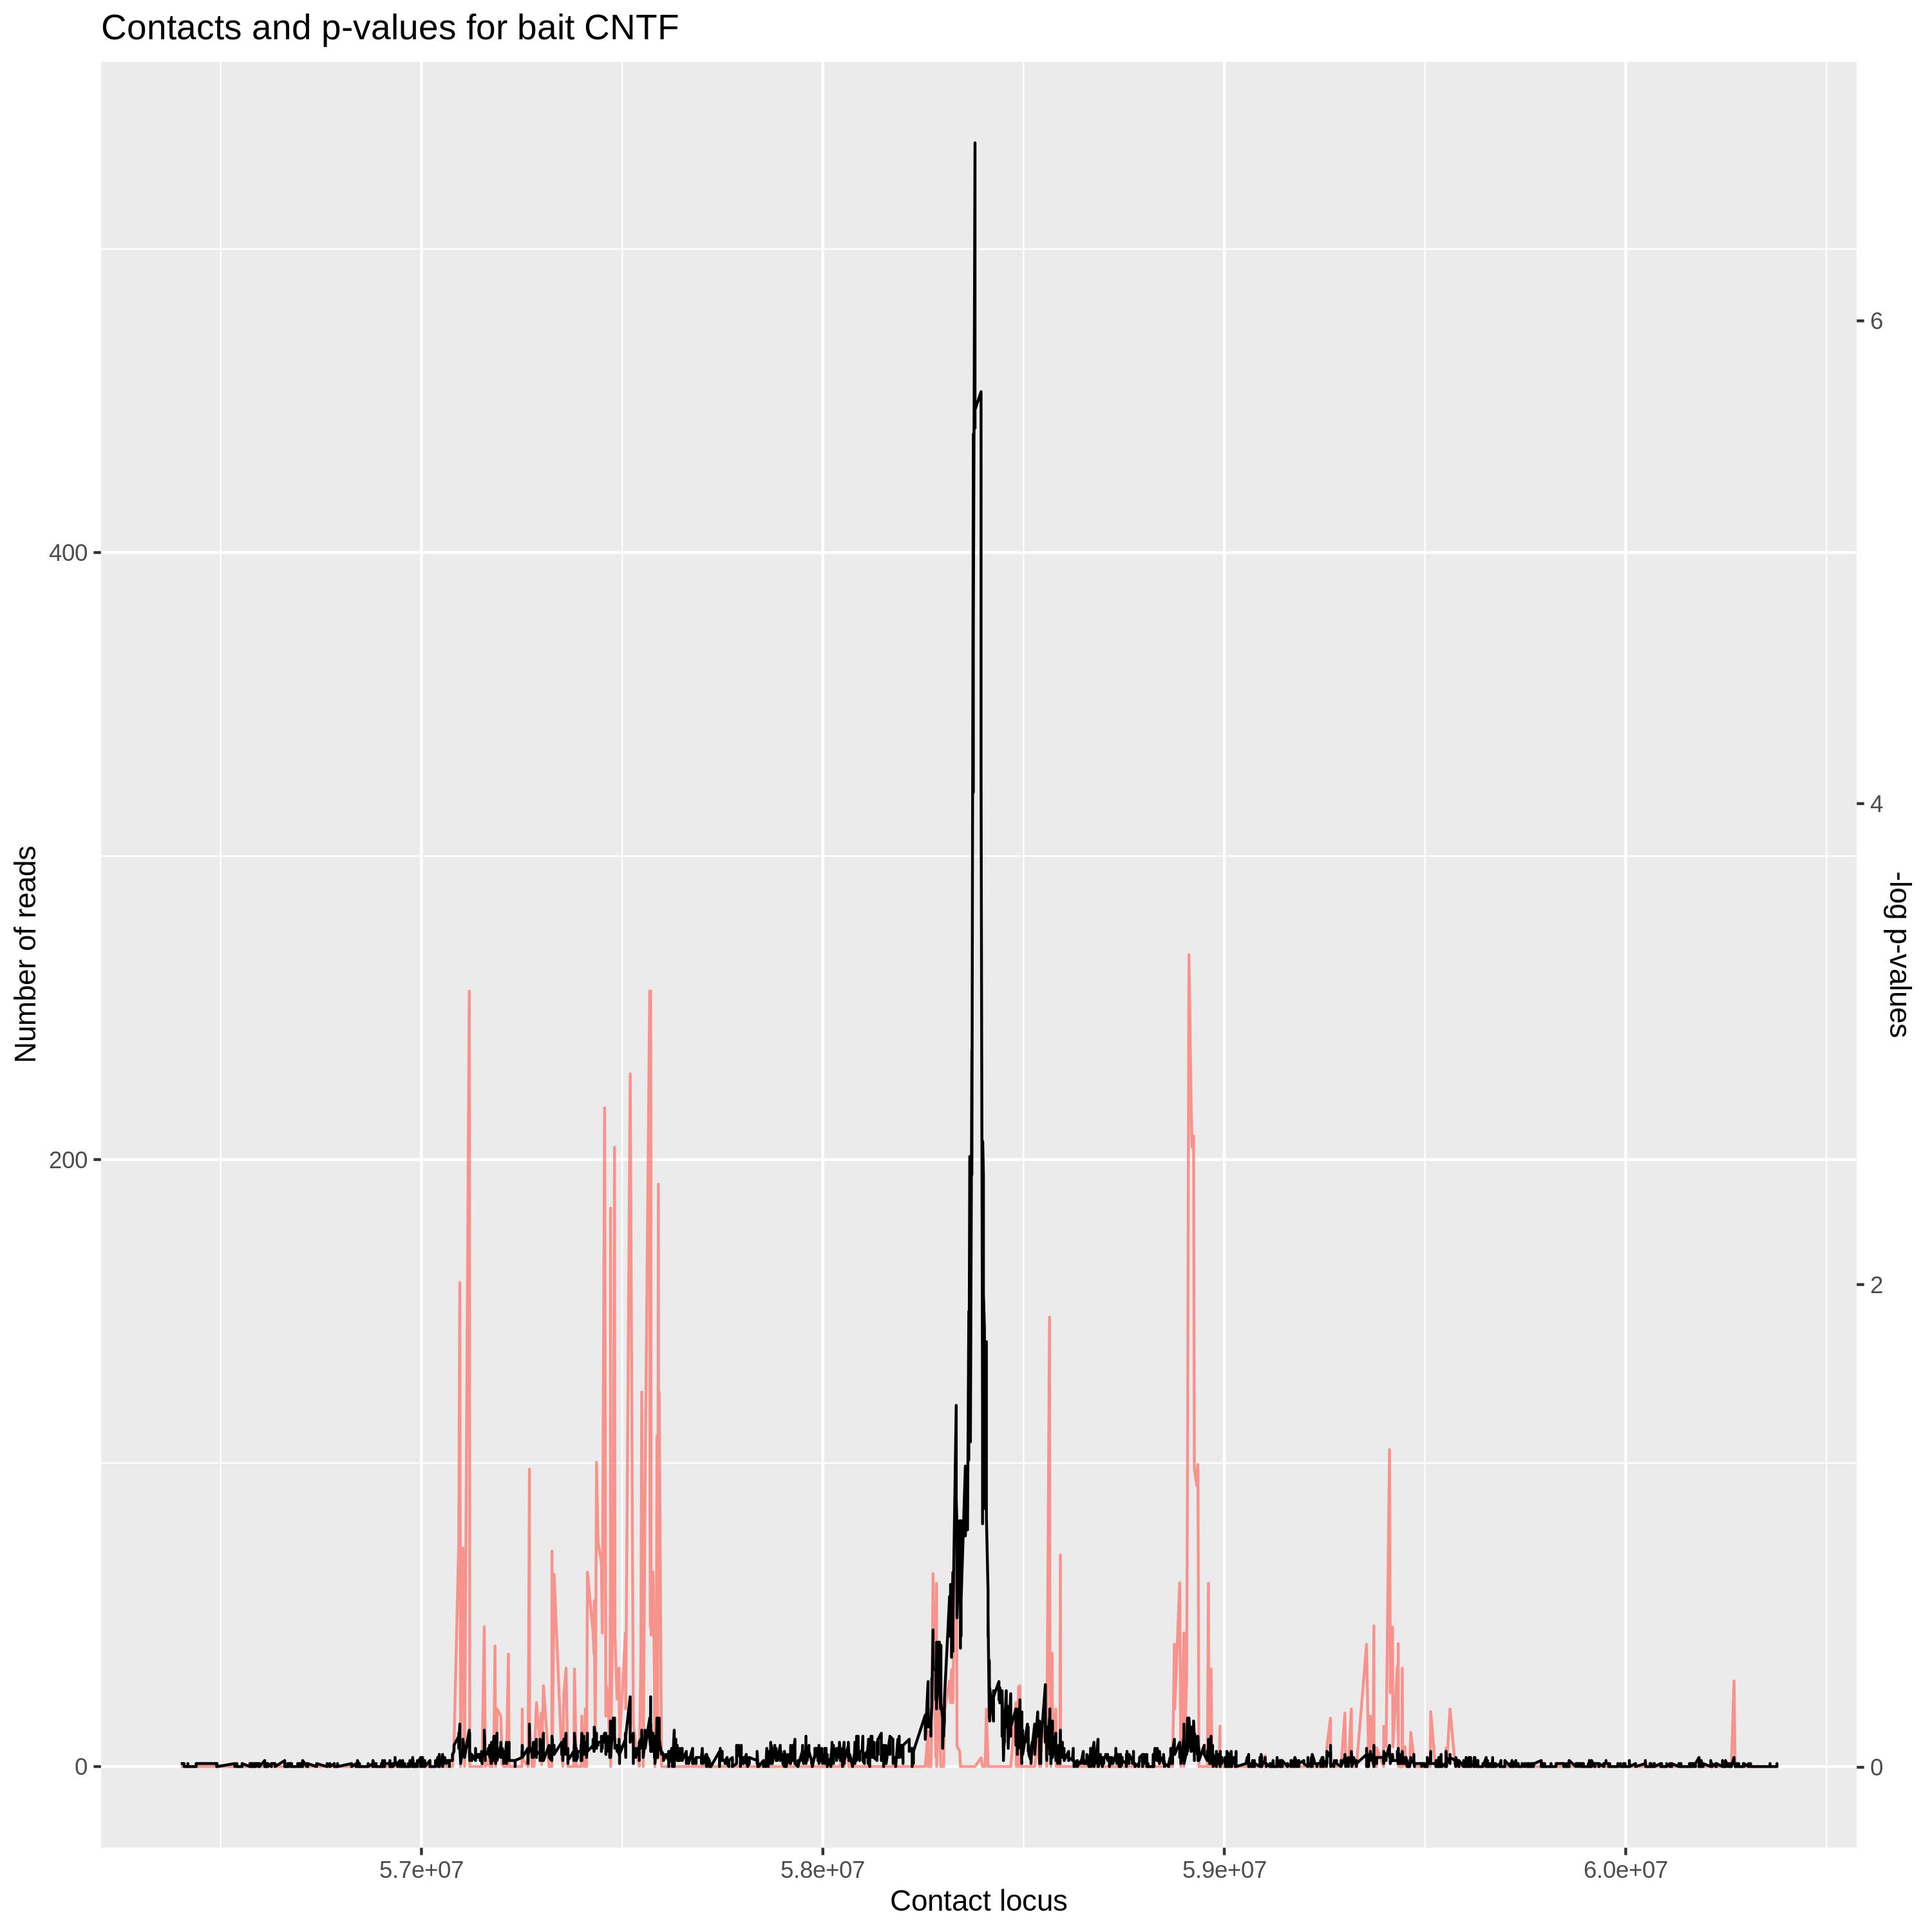 Contacts and p-values for bait CNTF
Number of reads
400
200
0
6
4
2
0
-log p-values
5.7e+07 5.8e+07 5.9e+07 6.0e+07
Contact locus